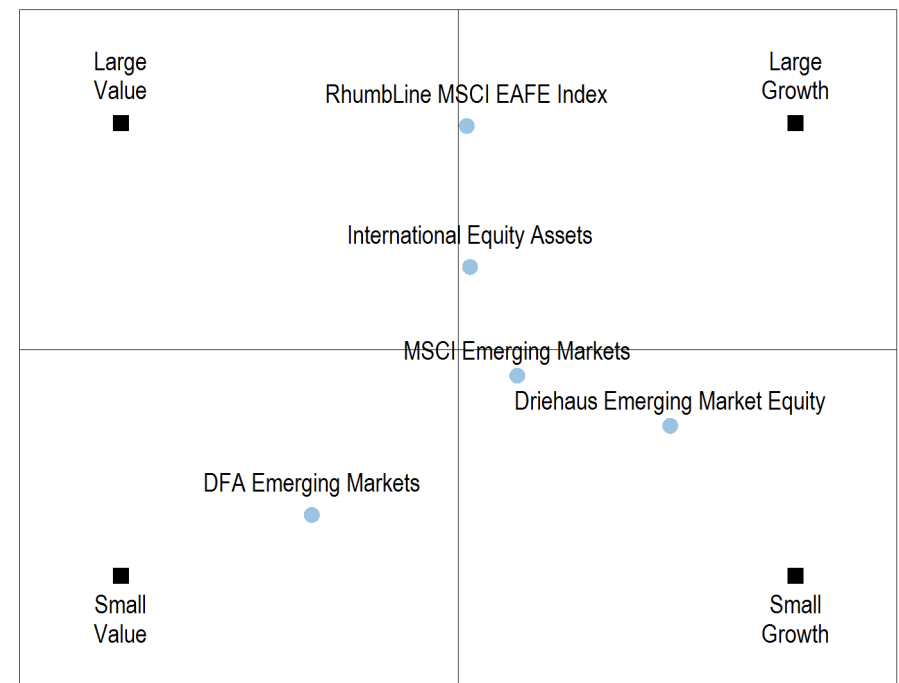 Large
Value
Large
Growth
RhumbLine MSCI EAFE Index
International Equity Assets
MSCI Emerging Markets
Driehaus Emerging Market Equity
DFA Emerging Markets
Small
Value
Small
Growth